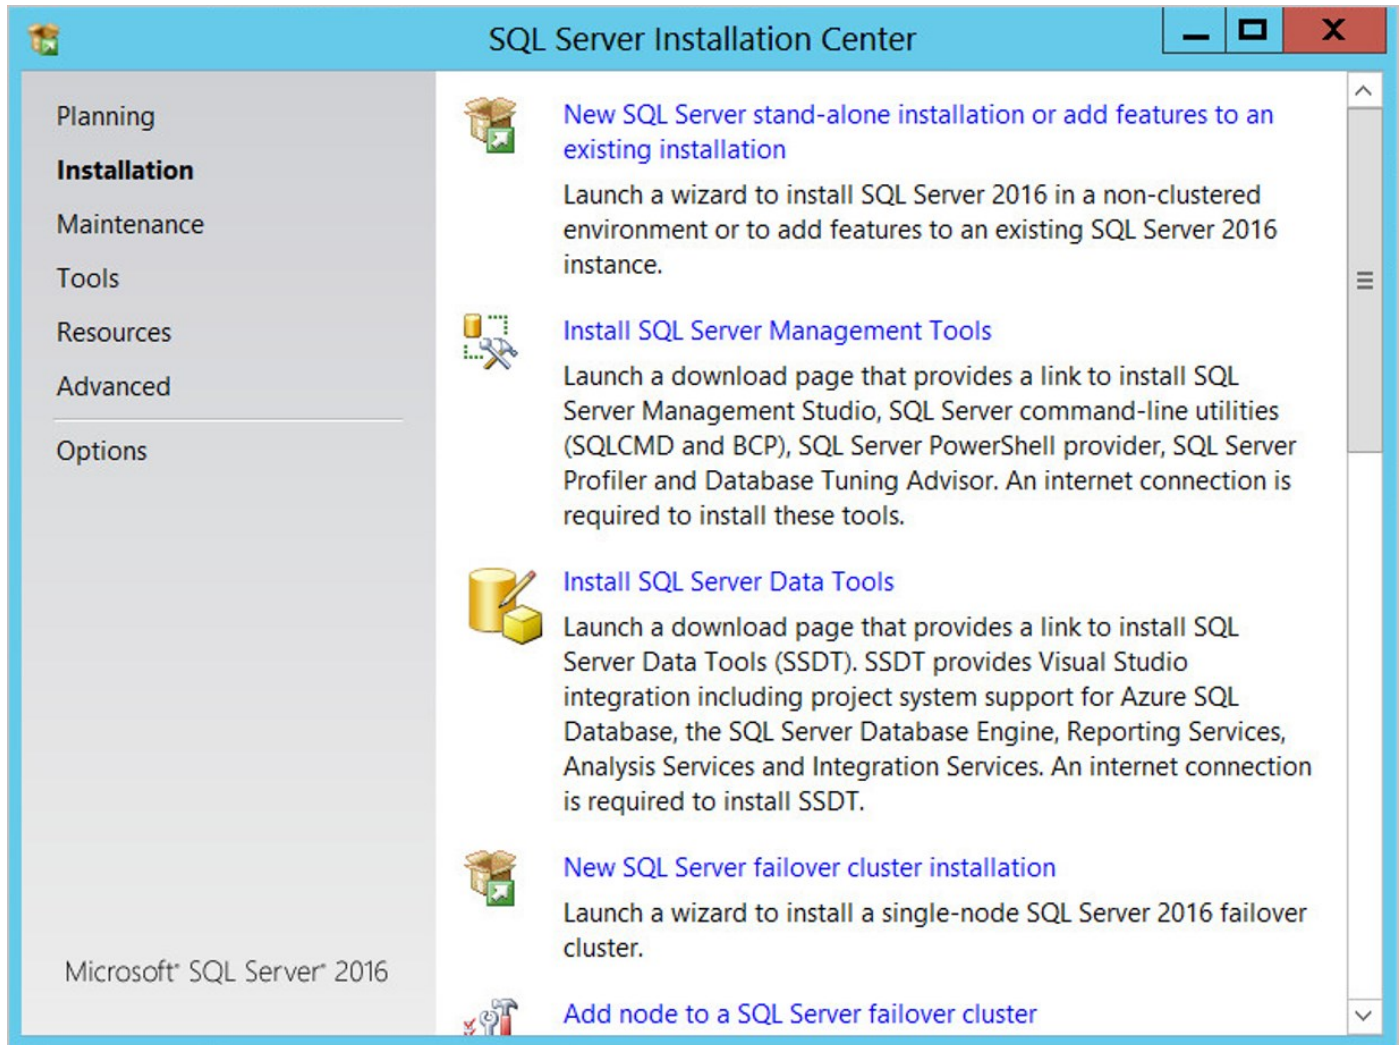 SQL Server Installation Center
Planning
Installation
Maintenance
Tools
Resources
Advanced
Options
Microsoft® SQL Server® 2016
New SQL Server stand-alone installation or add features to an
existing installation
Launch a wizard to install SQL Server 2016 in a non-clustered
environment or to add features to an existing SQL Server 2016
instance.
Install SQL Server Management Tools
Launch a download page that provides a link to install SQL
Server Management Studio, SQL Server command-line utilities
(SQLCMD and BCP), SQL Server PowerShell provider, SQL Server
Profiler and Database Tuning Advisor. An internet connection is
required to install these tools.
Install SQL Server Data Tools
Launch a download page that provides a link to install SQL
Server Data Tools (SSDT). SSDT provides Visual Studio
integration including project system support for Azure SQL
Database, the SQL Server Database Engine, Reporting Services,
Analysis Services and Integration Services. An internet connection
is required to install SSDT.
New SQL Server failover cluster installation
Launch a wizard to install a single-node SQL Server 2016 failover
cluster.
Add node to a SQL Server failover cluster